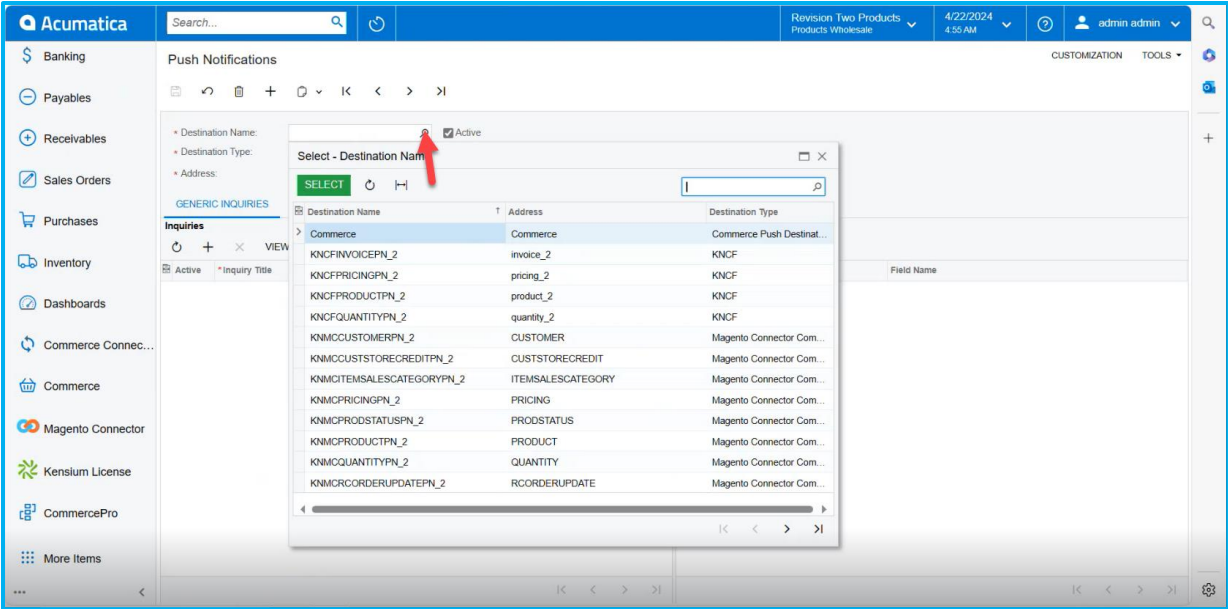 Acumatica
Search...
Revision Two Products
Products Wholesale
4/22/2024
4:55 AM
admin admin
Banking
Payables
Receivables
Sales Orders
Purchases
Inventory
Dashboards
Commerce Connec...
Commerce
Magento Connector
Kensium License
CommercePro
More Items
Push Notifications
CUSTOMIZATION TOOLS
* Destination Name:
Active
* Destination Type:
* Address:
GENERIC INQUIRIES
Inquiries
VIEW
Active * Inquiry Title
Field Name
Select - Destination Nam
SELECT
Destination Name Address Destination Type
Commerce Commerce Commerce Push Destinat...
KNCFINVOICEPN_2 invoice_2 KNCF
KNCFPRICINGPN_2 pricing_2 KNCF
KNCFPRODUCTPN_2 product_2 KNCF
KNCFQUANTITYPN_2 quantity_2 KNCF
KNMCCUSTOMERPN_2 CUSTOMER Magento Connector Com...
KNMCCUSTSTORECREDITPN_2 CUSTSTORECREDIT Magento Connector Com...
KNMCITEMSALESCATEGORYPN_2 ITEMSALESCATEGORY Magento Connector Com...
KNMCPRICINGPN_2 PRICING Magento Connector Com...
KNMCPRODSTATUSPN_2 PRODSTATUS Magento Connector Com...
KNMCPRODUCTPN_2 PRODUCT Magento Connector Com...
KNMCQUANTITYPN_2 QUANTITY Magento Connector Com...
KNMCRCORDERUPDATEPN_2 RCORDERUPDATE Magento Connector Com...